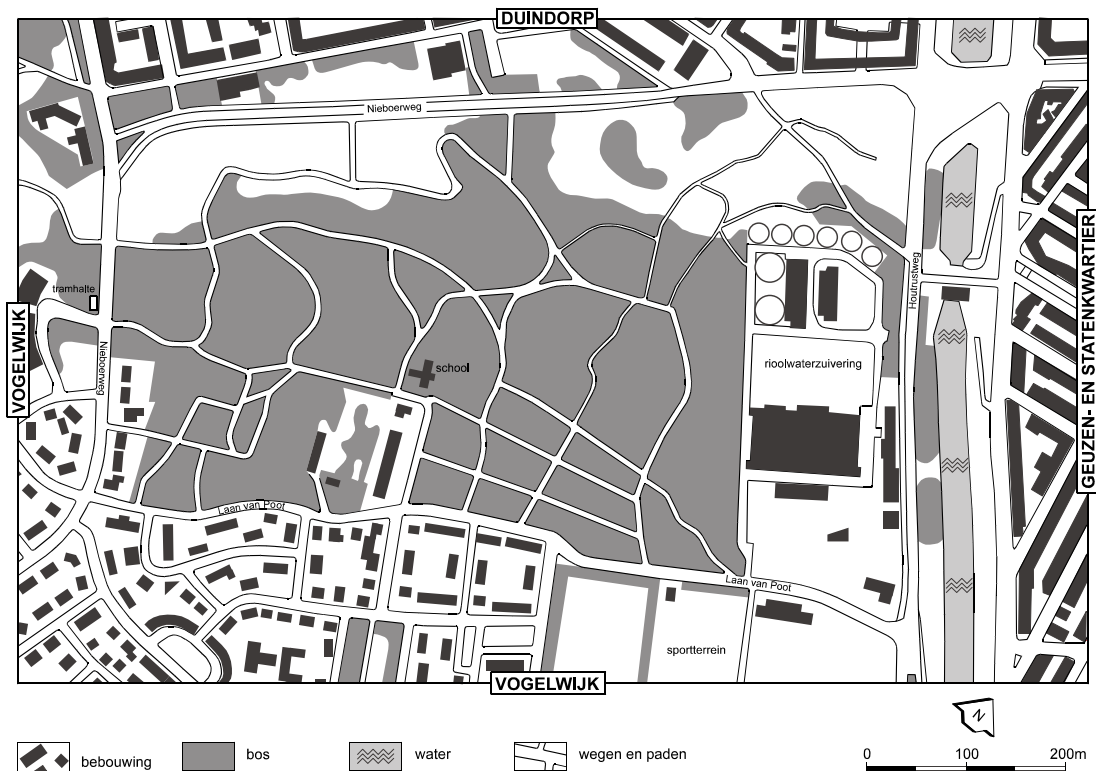 DUINDORP
Nieboerweg
tramhalte
VOGELWIJK
Nieboerweg
school
Houtrustweg
rioolwaterzuivering
GEUZEN- EN STATENKWARTIER
Laan van Poot
Laan van Poot
sportterrein
VOGELWIJK
N
bebouwing
bos
water
wegen en paden
0 100 200m